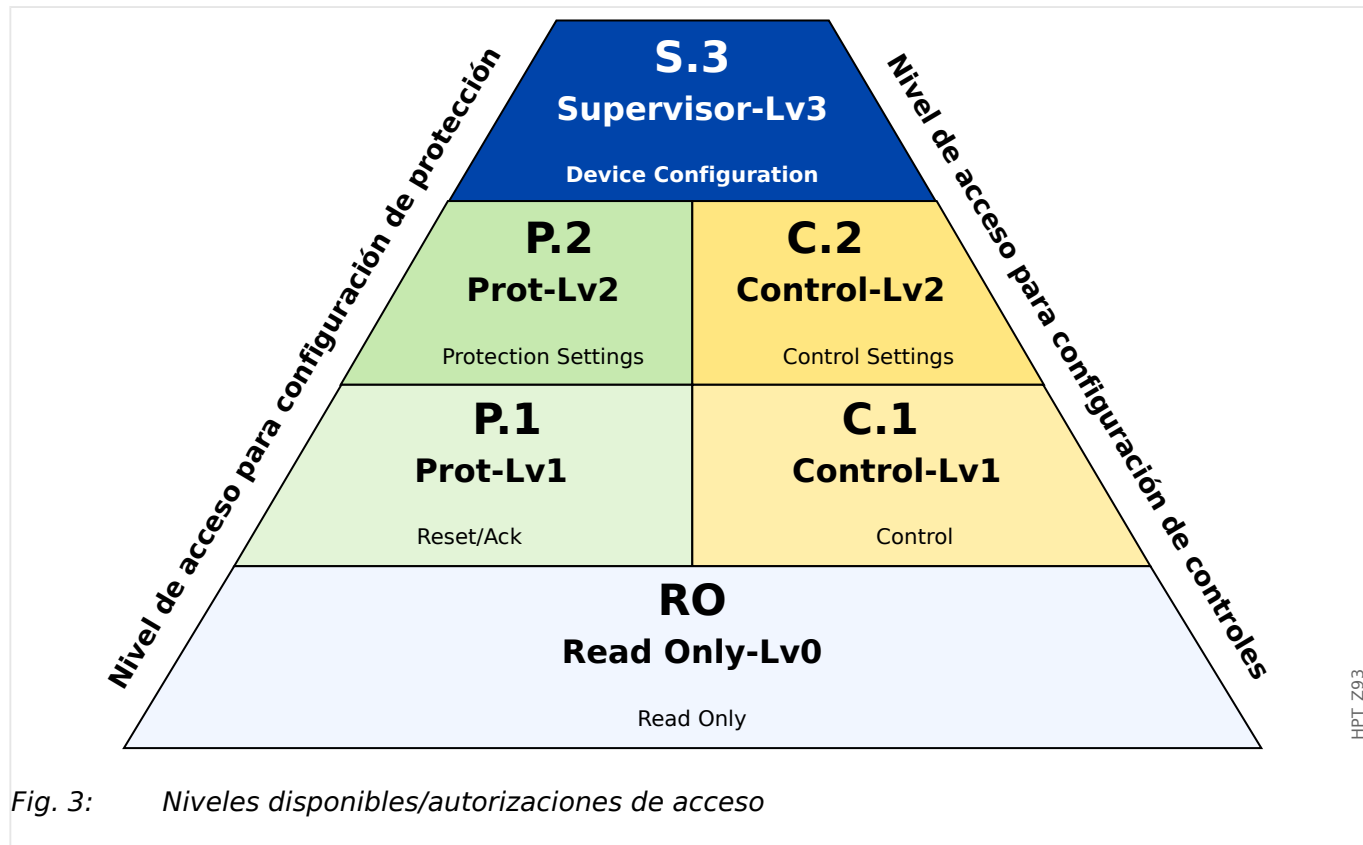 S.3
Supervisor-Lv3
Device Configuration
Nivel de acceso para configuración de protección
Nivel de acceso para configuración de controles
P.2
Prot-Lv2
Protection Settings
C.2
Control-Lv2
Control Settings
P.1
Prot-Lv1
Reset/Ack
C.1
Control-Lv1
Control
RO
Read Only-Lv0
Read Only
HPT_Z93
Fig. 3: Niveles disponibles/autorizaciones de acceso